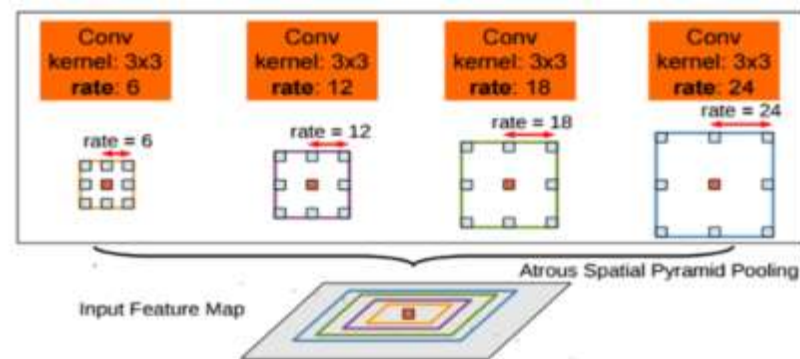 Conv
kernel: 3x3
rate: 6
Conv
kernel: 3x3
rate: 12
Conv
kernel: 3x3
rate: 18
Conv
kernel: 3x3
rate: 24
rate = 6
rate = 12
rate = 18
rate = 24
Atrous Spatial Pyramid Pooling
Input Feature Map